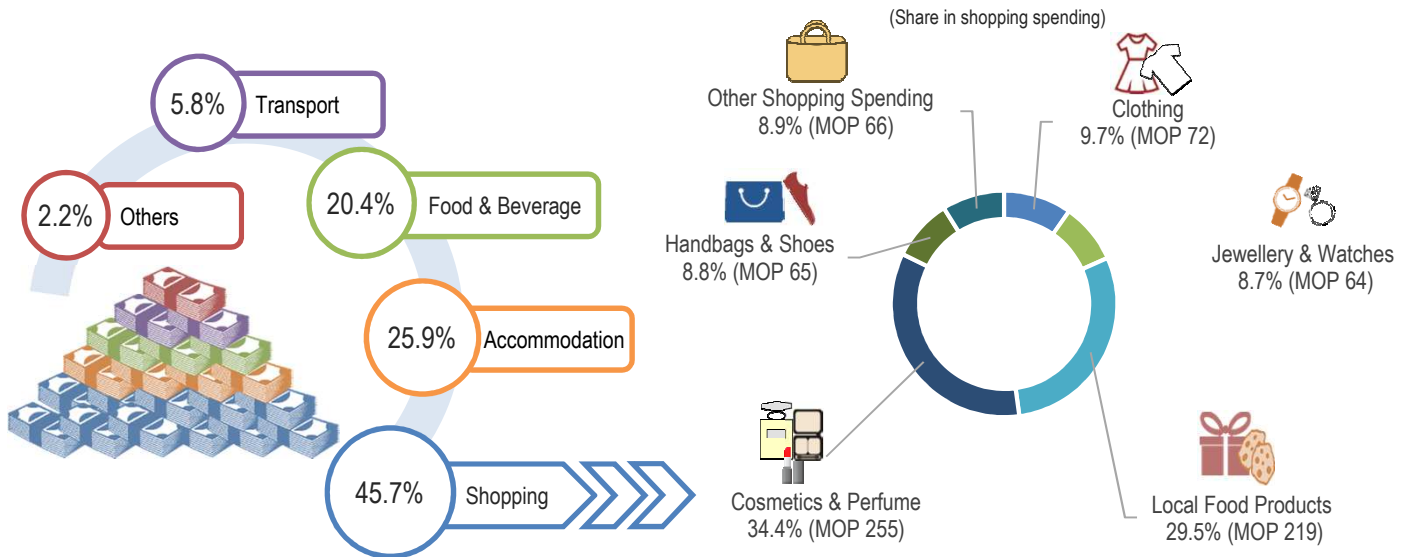 5.8%
Transport
2.2%
Others
20.4%
Food & Beverage
25.9%
Accommodation
45.7%
Shopping
(Share in shopping spending)
Other Shopping Spending
8.9% (MOP 66)
Clothing
9.7% (MOP 72)
Handbags & Shoes
8.8% (MOP 65)
Jewellery & Watches
8.7% (MOP 64)
Cosmetics & Perfume
34.4% (MOP 255)
Local Food Products
29.5% (MOP 219)